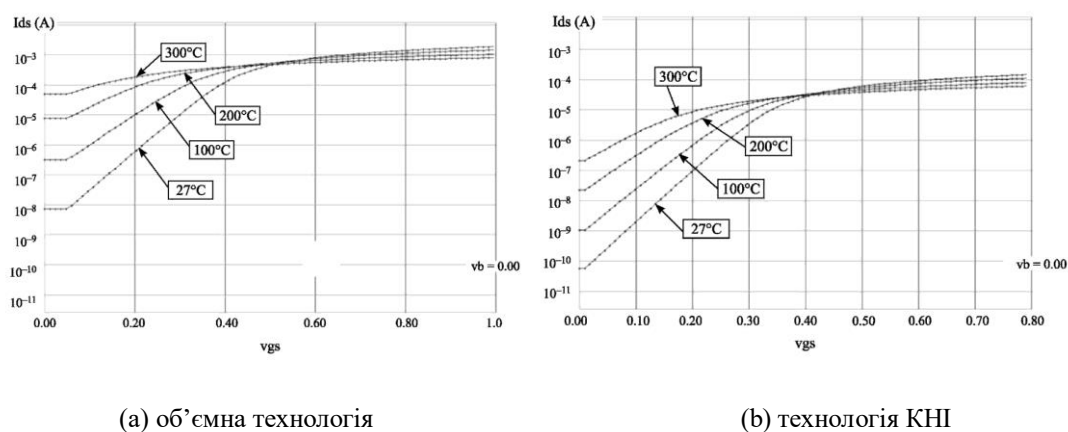 Ids (A)
10⁻³
10⁻⁴
10⁻⁵
10⁻⁶
10⁻⁷
10⁻⁸
10⁻⁹
10⁻¹⁰
10⁻¹¹
300°C
200°C
100°C
27°C
vb = 0.00
0.00 0.20 0.40 0.60 0.80 1.0
vgs
(a) об’ємна технологія
Ids (A)
10⁻³
10⁻⁴
10⁻⁵
10⁻⁶
10⁻⁷
10⁻⁸
10⁻⁹
10⁻¹⁰
10⁻¹¹
300°C
200°C
100°C
27°C
vb = 0.00
0.00 0.10 0.20 0.30 0.40 0.50 0.60 0.70 0.80
vgs
(b) технологія КНІ